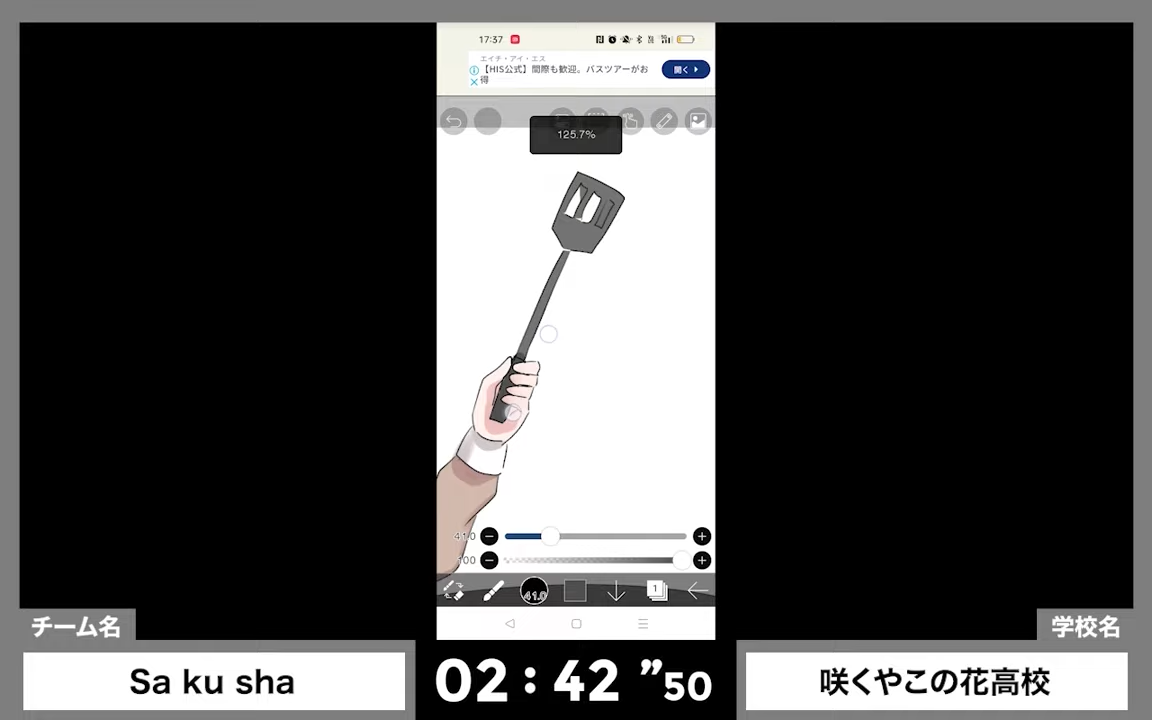 17:37
エイチ・アイ・エス
【HIS公式】間際も歓迎。バスツアーがお
得
開く
125.7%
41.0
100
41.0
1
チーム名
学校名
Sa ku sha
02:42 ”50
咲くやこの花高校